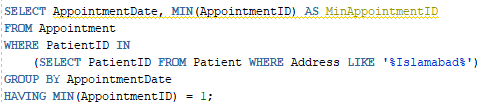 SELECT AppointmentDate, MIN(AppointmentID) AS MinAppointmentID
FROM Appointment
WHERE PatientID IN
(SELECT PatientID FROM Patient WHERE Address LIKE '%Islamabad%')
GROUP BY AppointmentDate
HAVING MIN(AppointmentID) = 1;